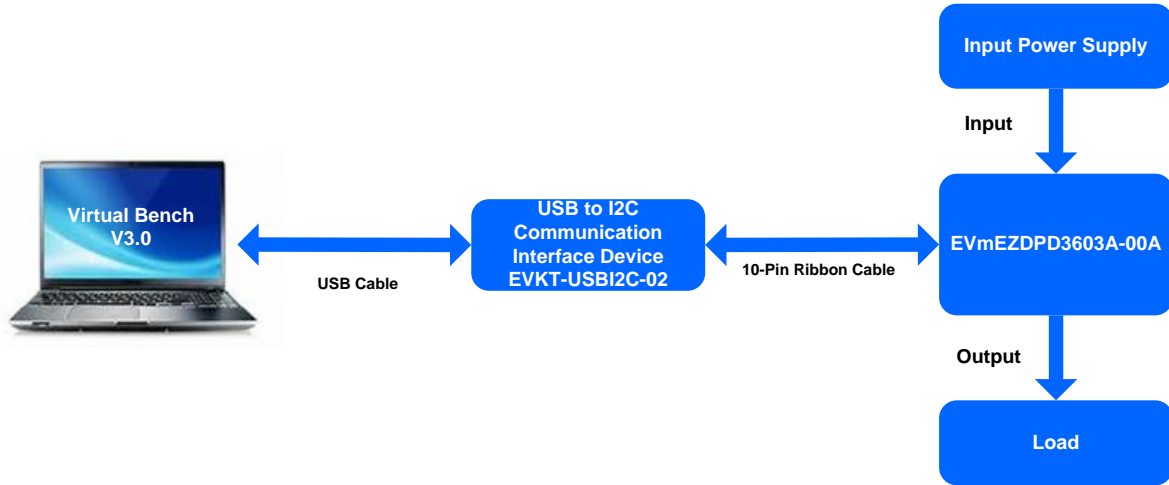 Input Power Supply
Input
Virtual Bench
V3.0
USB to I2C
Communication
Interface Device
EVKT-USBI2C-02
EVmEZDPD3603A-00A
USB Cable
10-Pin Ribbon Cable
Output
Load